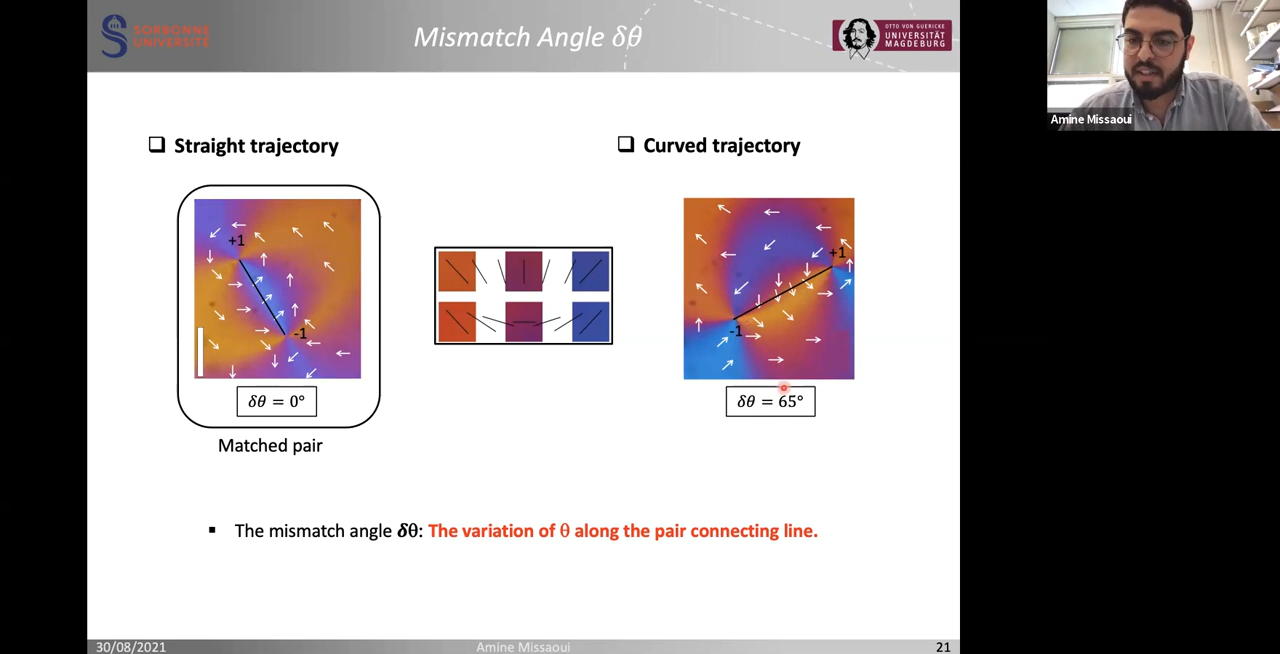 SORBONNE
UNIVERSITÉ
Mismatch Angle δθ
OTTO VON GUERICKE
UNIVERSITÄT
MAGDEBURG
Amine Missaoui
❑ Straight trajectory
❑ Curved trajectory
+1
-1
+1
-1
δθ = 0°
δθ = 65°
Matched pair
▪ The mismatch angle δθ: The variation of θ along the pair connecting line.
30/08/2021
Amine Missaoui
21